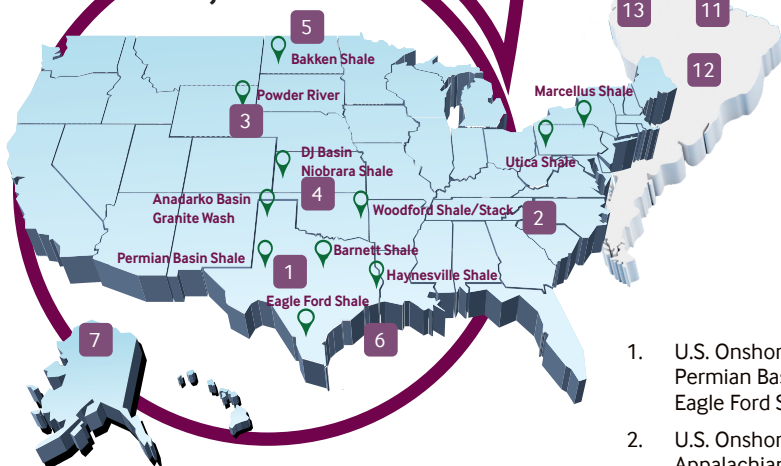 13
11
5
Bakken Shale
12
Powder River
Marcellus Shale
3
DJ Basin
Niobrara Shale
Utica Shale
4
Anadarko Basin
Granite Wash
Woodford Shale/Stack
2
Permian Basin Shale
Barnett Shale
1
Haynesville Shale
Eagle Ford Shale
7
6
1. U.S. Onshor
Permian Bas
Eagle Ford S
2. U.S. Onshor
Appalachian